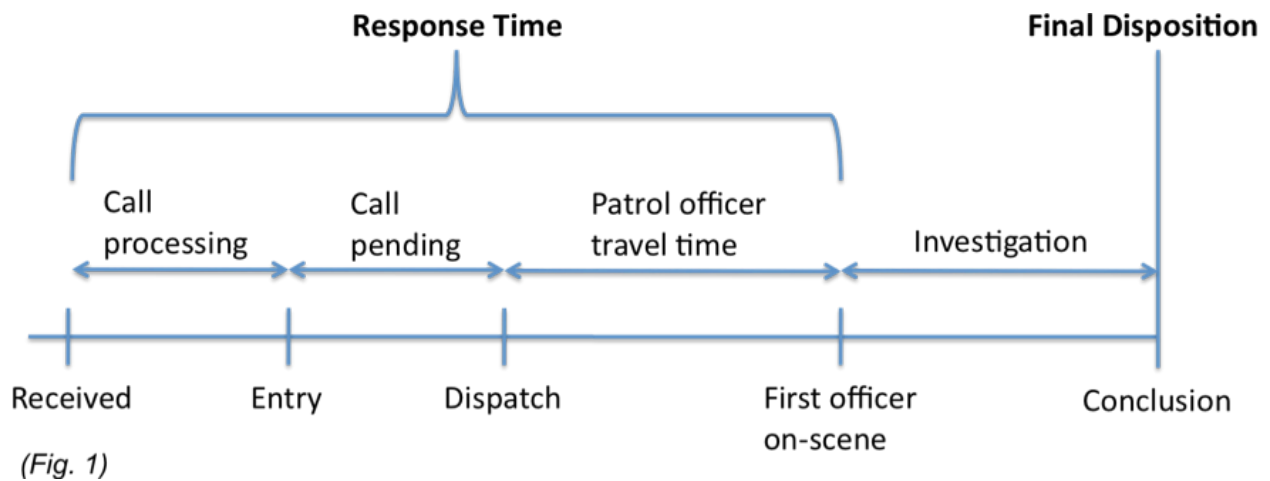 Response Time
Final Disposition
Call
processing
Call
pending
Patrol officer
travel time
Investigation
Received
Entry
Dispatch
First officer
on-scene
Conclusion
(Fig. 1)